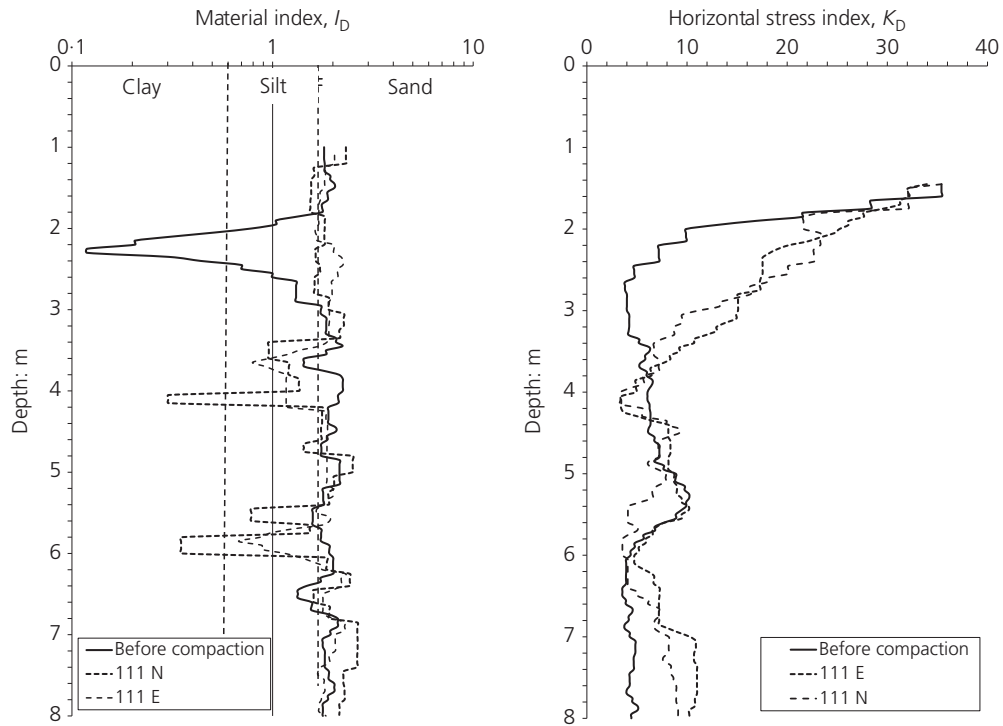 Material index, I_D
0·1 1 10
0
Clay Silt Sand
1
2
3
4
5
6
7
8
Depth: m
Before compaction
111 N
111 E
Horizontal stress index, K_D
0 10 20 30 40
0
1
2
3
4
5
6
7
8
Depth: m
Before compaction
111 E
111 N